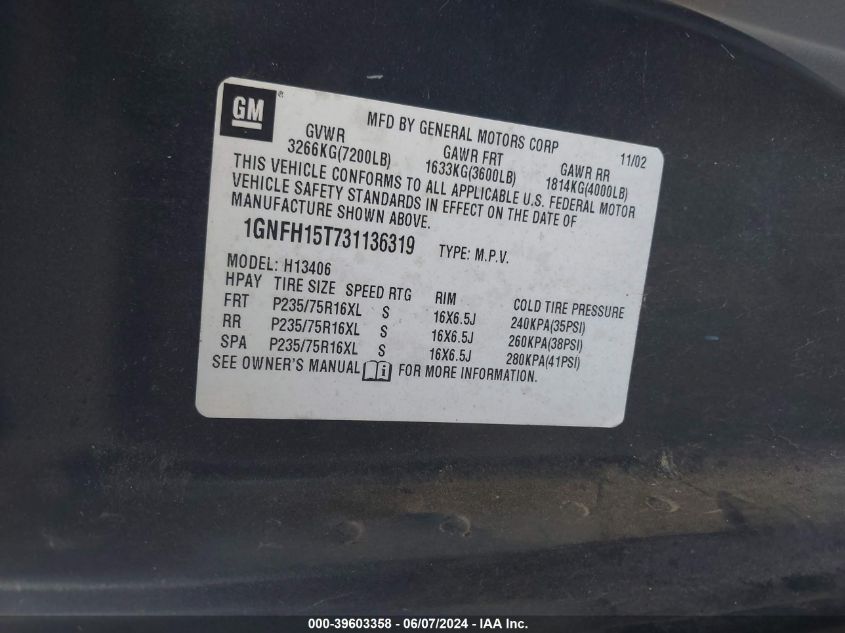 GM®
MFD BY GENERAL MOTORS CORP 11/02
GVWR GAWR FRT GAWR RR
3266KG(7200LB) 1633KG(3600LB) 1814KG(4000LB)
THIS VEHICLE CONFORMS TO ALL APPLICABLE U.S. FEDERAL MOTOR
VEHICLE SAFETY STANDARDS IN EFFECT ON THE DATE OF
MANUFACTURE SHOWN ABOVE.
1GNFH15T731136319 TYPE: M.P.V.
MODEL: H13406
HPAY TIRE SIZE SPEED RTG RIM COLD TIRE PRESSURE
FRT P235/75R16XL S 16X6.5J 240KPA(35PSI)
RR P235/75R16XL S 16X6.5J 260KPA(38PSI)
SPA P235/75R16XL S 16X6.5J 280KPA(41PSI)
SEE OWNER'S MANUAL i FOR MORE INFORMATION.
000-39603358 - 06/07/2024 - IAA Inc.